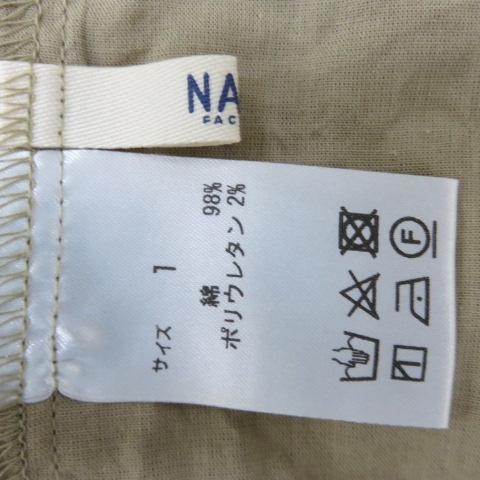 NA
FAC
サイズ 1
綿 98%
ポリウレタン 2%
F